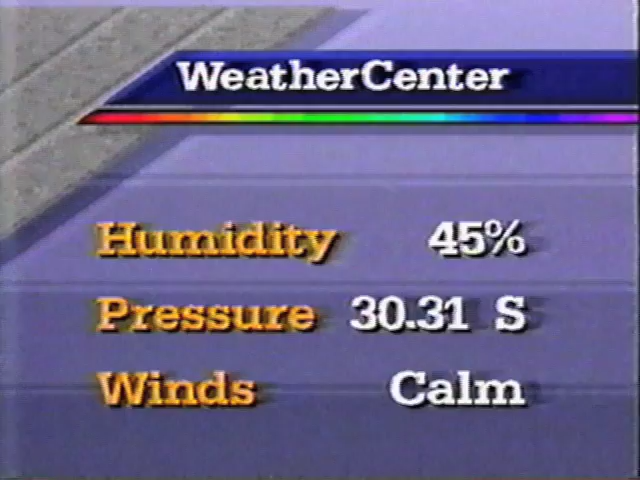 WeatherCenter
Humidity 45%
Pressure 30.31 S
Winds Calm